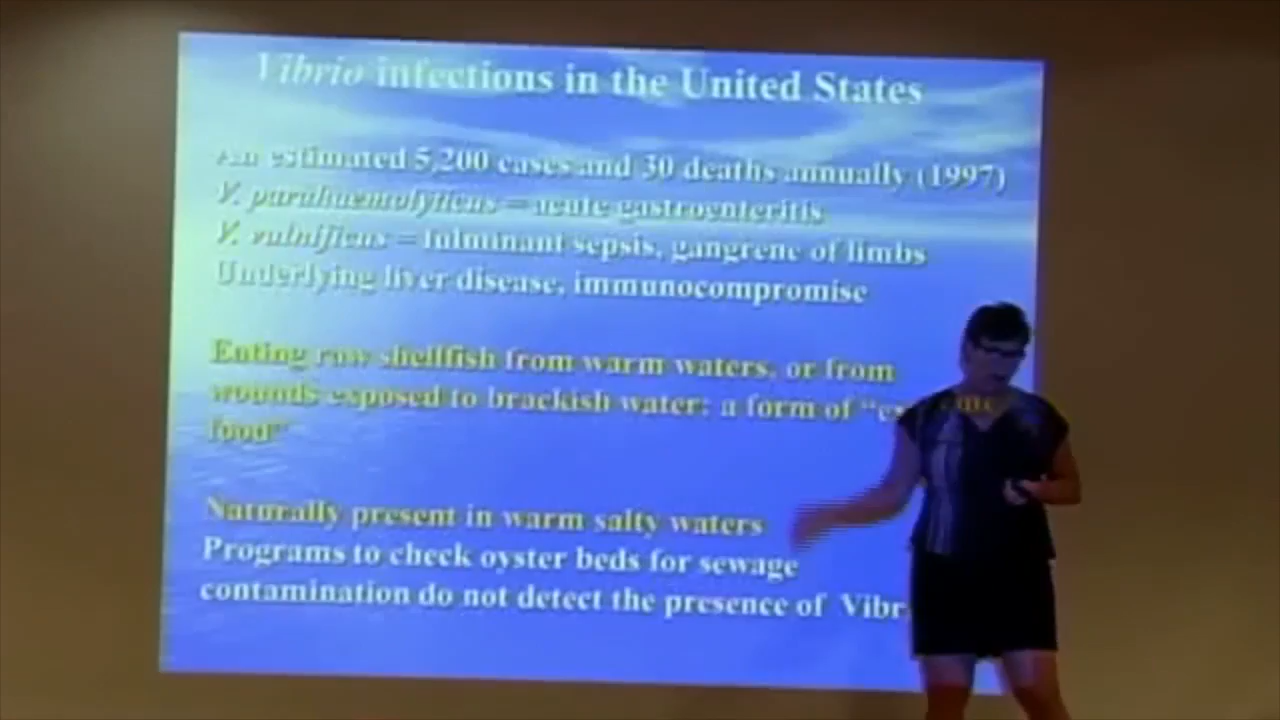 Vibrio infections in the United States
An estimated 5,200 cases and 30 deaths annually (1997)
V. parahaemolyticus = acute gastroenteritis
V. vulnificus = fulminant sepsis, gangrene of limbs
Underlying liver disease, immunocompromise
Eating raw shellfish from warm waters, or from
wounds exposed to brackish water: a form of
food"
Naturally present in warm salty waters
Programs to check oyster beds for sewage
contamination do not detect the presence of Vibr